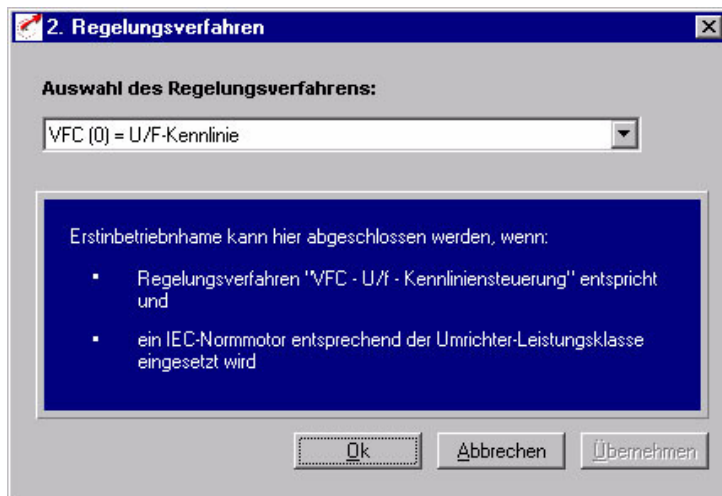 2. Regelungsverfahren
Auswahl des Regelungsverfahrens:
VFC (0) = U/F-Kennlinie
Erstinbetriebnhame kann hier abgeschlossen werden, wenn:
▪ Regelungsverfahren "VFC - U/f - Kennliniensteuerung" entspricht
und
▪ ein IEC-Normmotor entsprechend der Umrichter-Leistungsklasse
eingesetzt wird
Ok Abbrechen Übernehmen